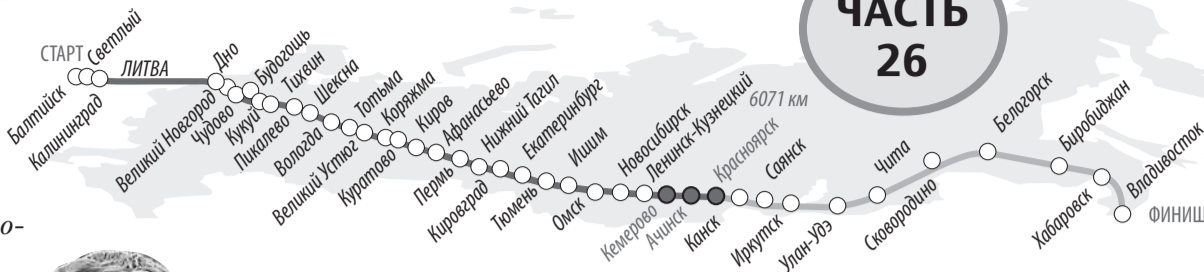 ЧАСТЬ
26
СТАРТ
Балтийск
Светлый
Калининград
ЛИТВА
Дно
Великий Новгород
Чудово
Будогощь
Кукуй
Тихвин
Пикалево
Шексна
Вологда
Тотьма
Великий Устюг
Коряжма
Куратово
Киров
Афанасьево
Пермь
Нижний Тагил
Кировград
Екатеринбург
Тюмень
Ишим
Омск
Новосибирск
Ленинск-Кузнецкий
Кемерово
Ачинск
Красноярск
6071 км
Канск
Саянск
Иркутск
Улан-Удэ
Чита
Сковородино
Белогорск
Биробиджан
Хабаровск
Владивосток
ФИНИШ
о-